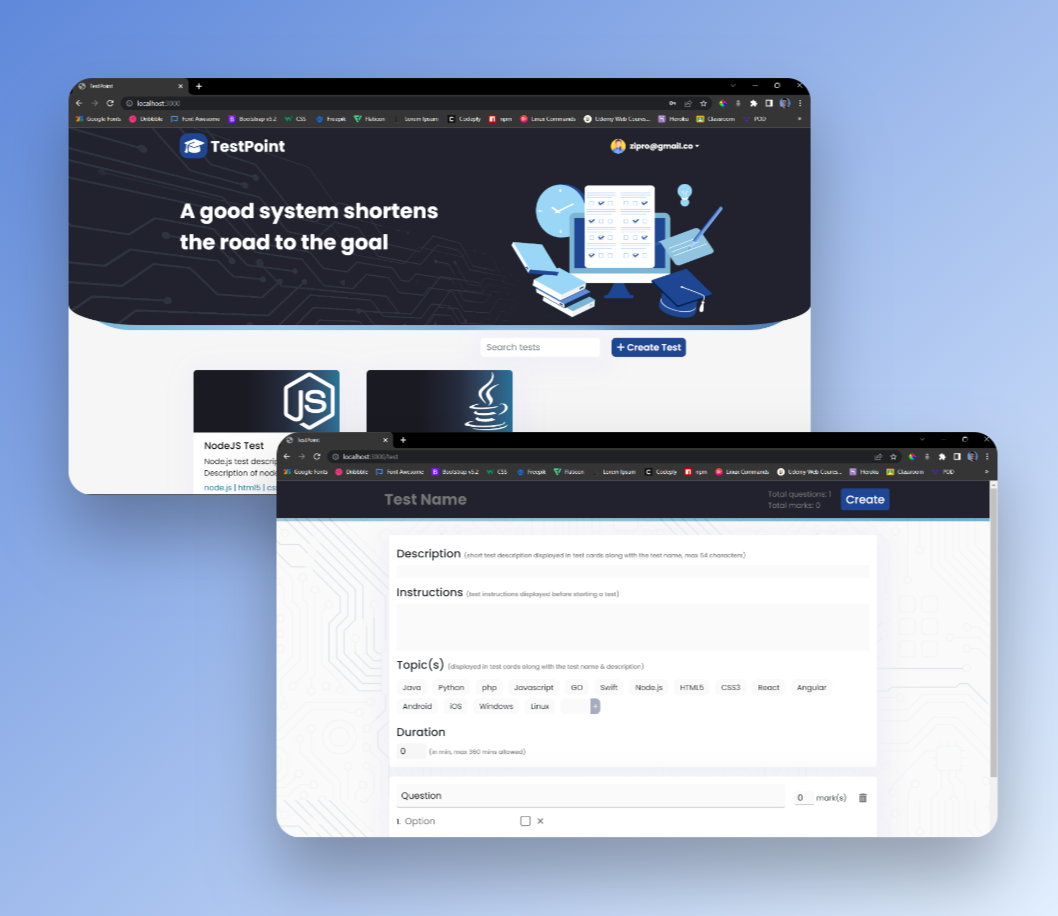 TestPoint
localhost:3000
Google Fonts Dribbble Font Awesome Bootstrap v5.2 CSS Freepik Flaticon Lorem Ipsum Codeply npm Linux Commands Udemy Web Coures... Heroku Classroom POD »
TestPoint
zipro@gmail.co
A good system shortens
the road to the goal
Search tests
+ Create Test
JS
NodeJS Test
Node.js test descrip
Description of node
node.js | html5 | cs
TestPoint
localhost:3000/test
Google Fonts Dribbble Font Awesome Bootstrap v5.2 CSS Freepik Flaticon Lorem Ipsum Codeply npm Linux Commands Udemy Web Coures... Heroku Classroom POD »
Test Name
Total questions: 1
Total marks: 0
Create
Description (short test description displayed in test cards along with the test name, max 54 characters)
Instructions (test instructions displayed before starting a test)
Topic(s) (displayed in test cards along with the test name & description)
Java Python php Javascript GO Swift Node.js HTML5 CSS3 React Angular
Android iOS Windows Linux +
Duration
0 (in min, max 360 mins allowed)
Question
0 mark(s)
1. Option